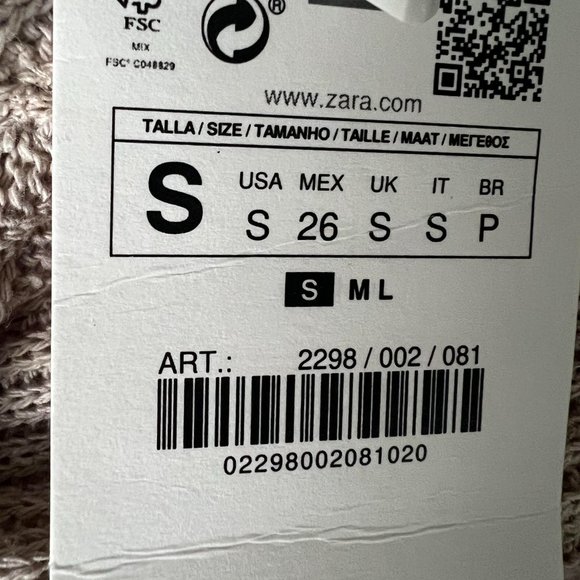 FSC
MIX
FSC® C048829
®
www.zara.com
TALLA / SIZE / TAMANHO / TAILLE / MAAT / ΜΕΓΕΘΟΣ
S
USA MEX UK IT BR
S 26 S S P
S M L
ART.: 2298 / 002 / 081
02298002081020